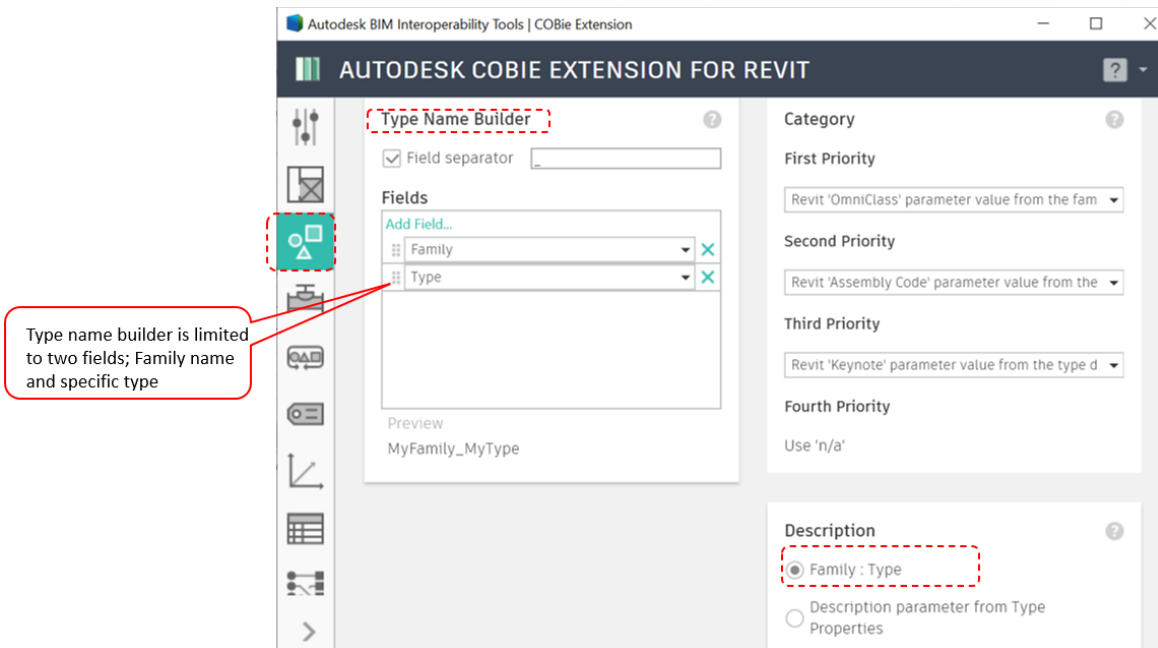 Autodesk BIM Interoperability Tools | COBie Extension
AUTODESK COBIE EXTENSION FOR REVIT
?
Type Name Builder
?
Field separator
_
Fields
Add Field...
Family
Type
Preview
MyFamily_MyType
Type name builder is limited
to two fields; Family name
and specific type
Category
?
First Priority
Revit 'OmniClass' parameter value from the fam
Second Priority
Revit 'Assembly Code' parameter value from the
Third Priority
Revit 'Keynote' parameter value from the type d
Fourth Priority
Use 'n/a'
Description
?
Family : Type
Description parameter from Type
Properties